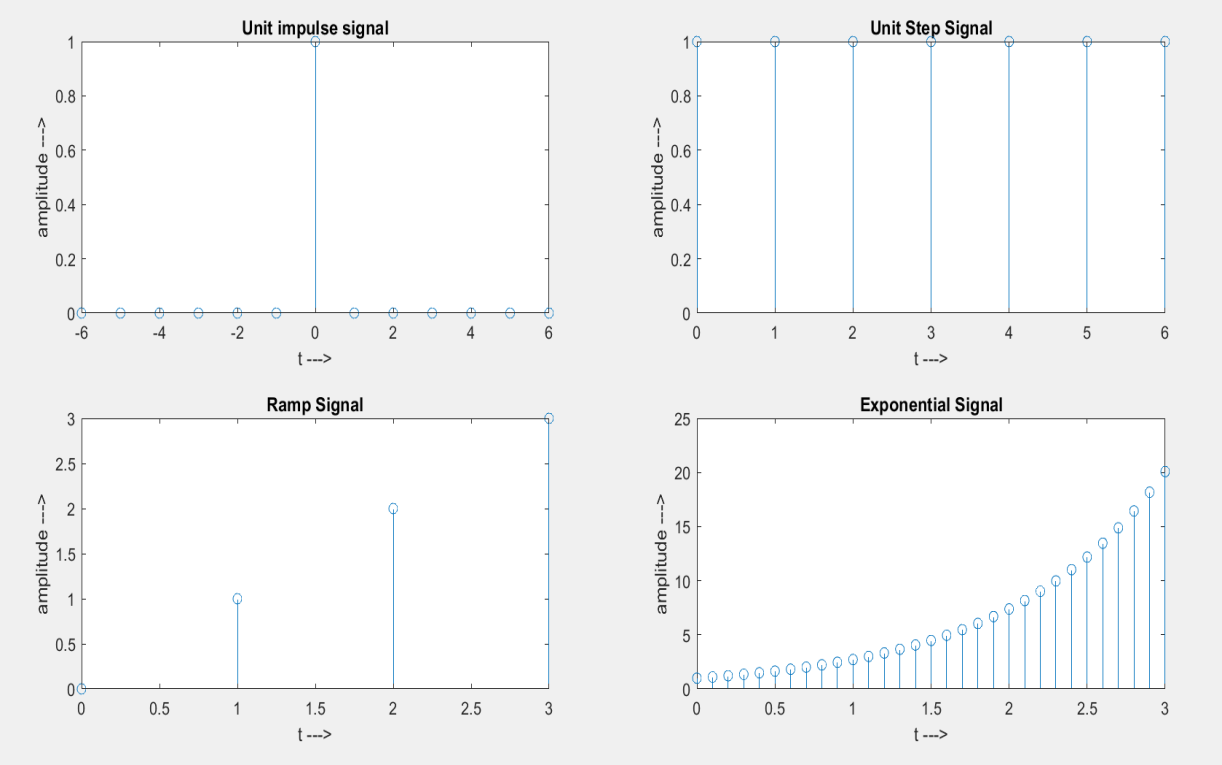 Unit impulse signal
1
0.8
0.6
0.4
0.2
0
amplitude --->
-6 -4 -2 0 2 4 6
t --->
Unit Step Signal
1
0.8
0.6
0.4
0.2
0
amplitude --->
0 1 2 3 4 5 6
t --->
Ramp Signal
3
2.5
2
1.5
1
0.5
0
amplitude --->
0 0.5 1 1.5 2 2.5 3
t --->
Exponential Signal
25
20
15
10
5
0
amplitude --->
0 0.5 1 1.5 2 2.5 3
t --->